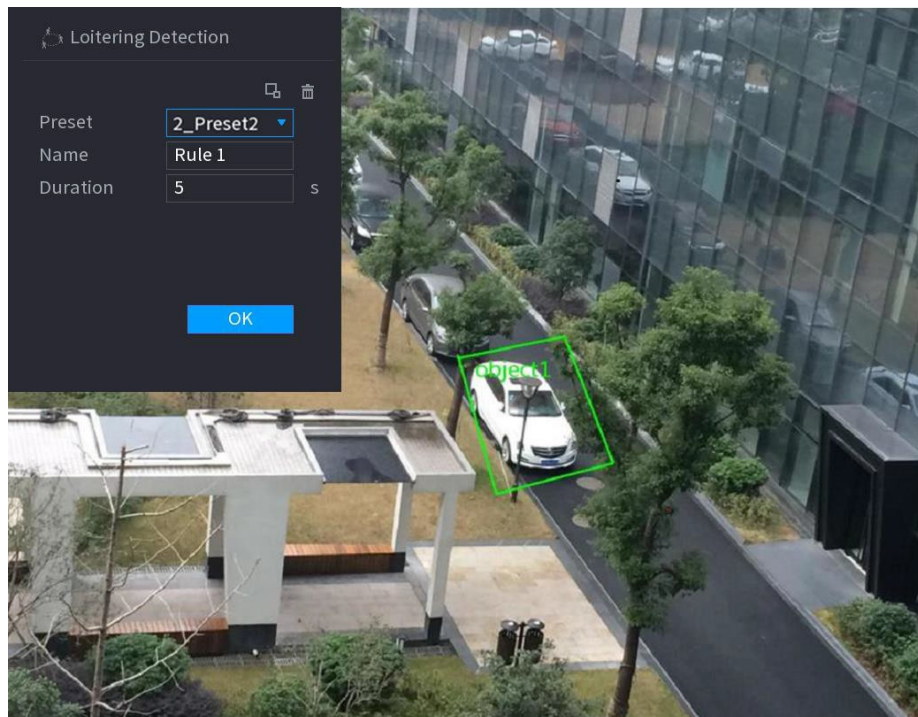 Loitering Detection
Preset 2_Preset2
Name Rule 1
Duration 5 s
OK
object1